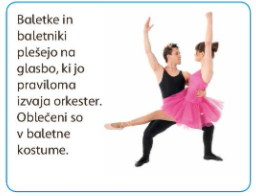 Baletke in
baletniki
plešejo na
glasbo, ki jo
praviloma
izvaja orkester.
Oblečeni so
v baletne
kostume.